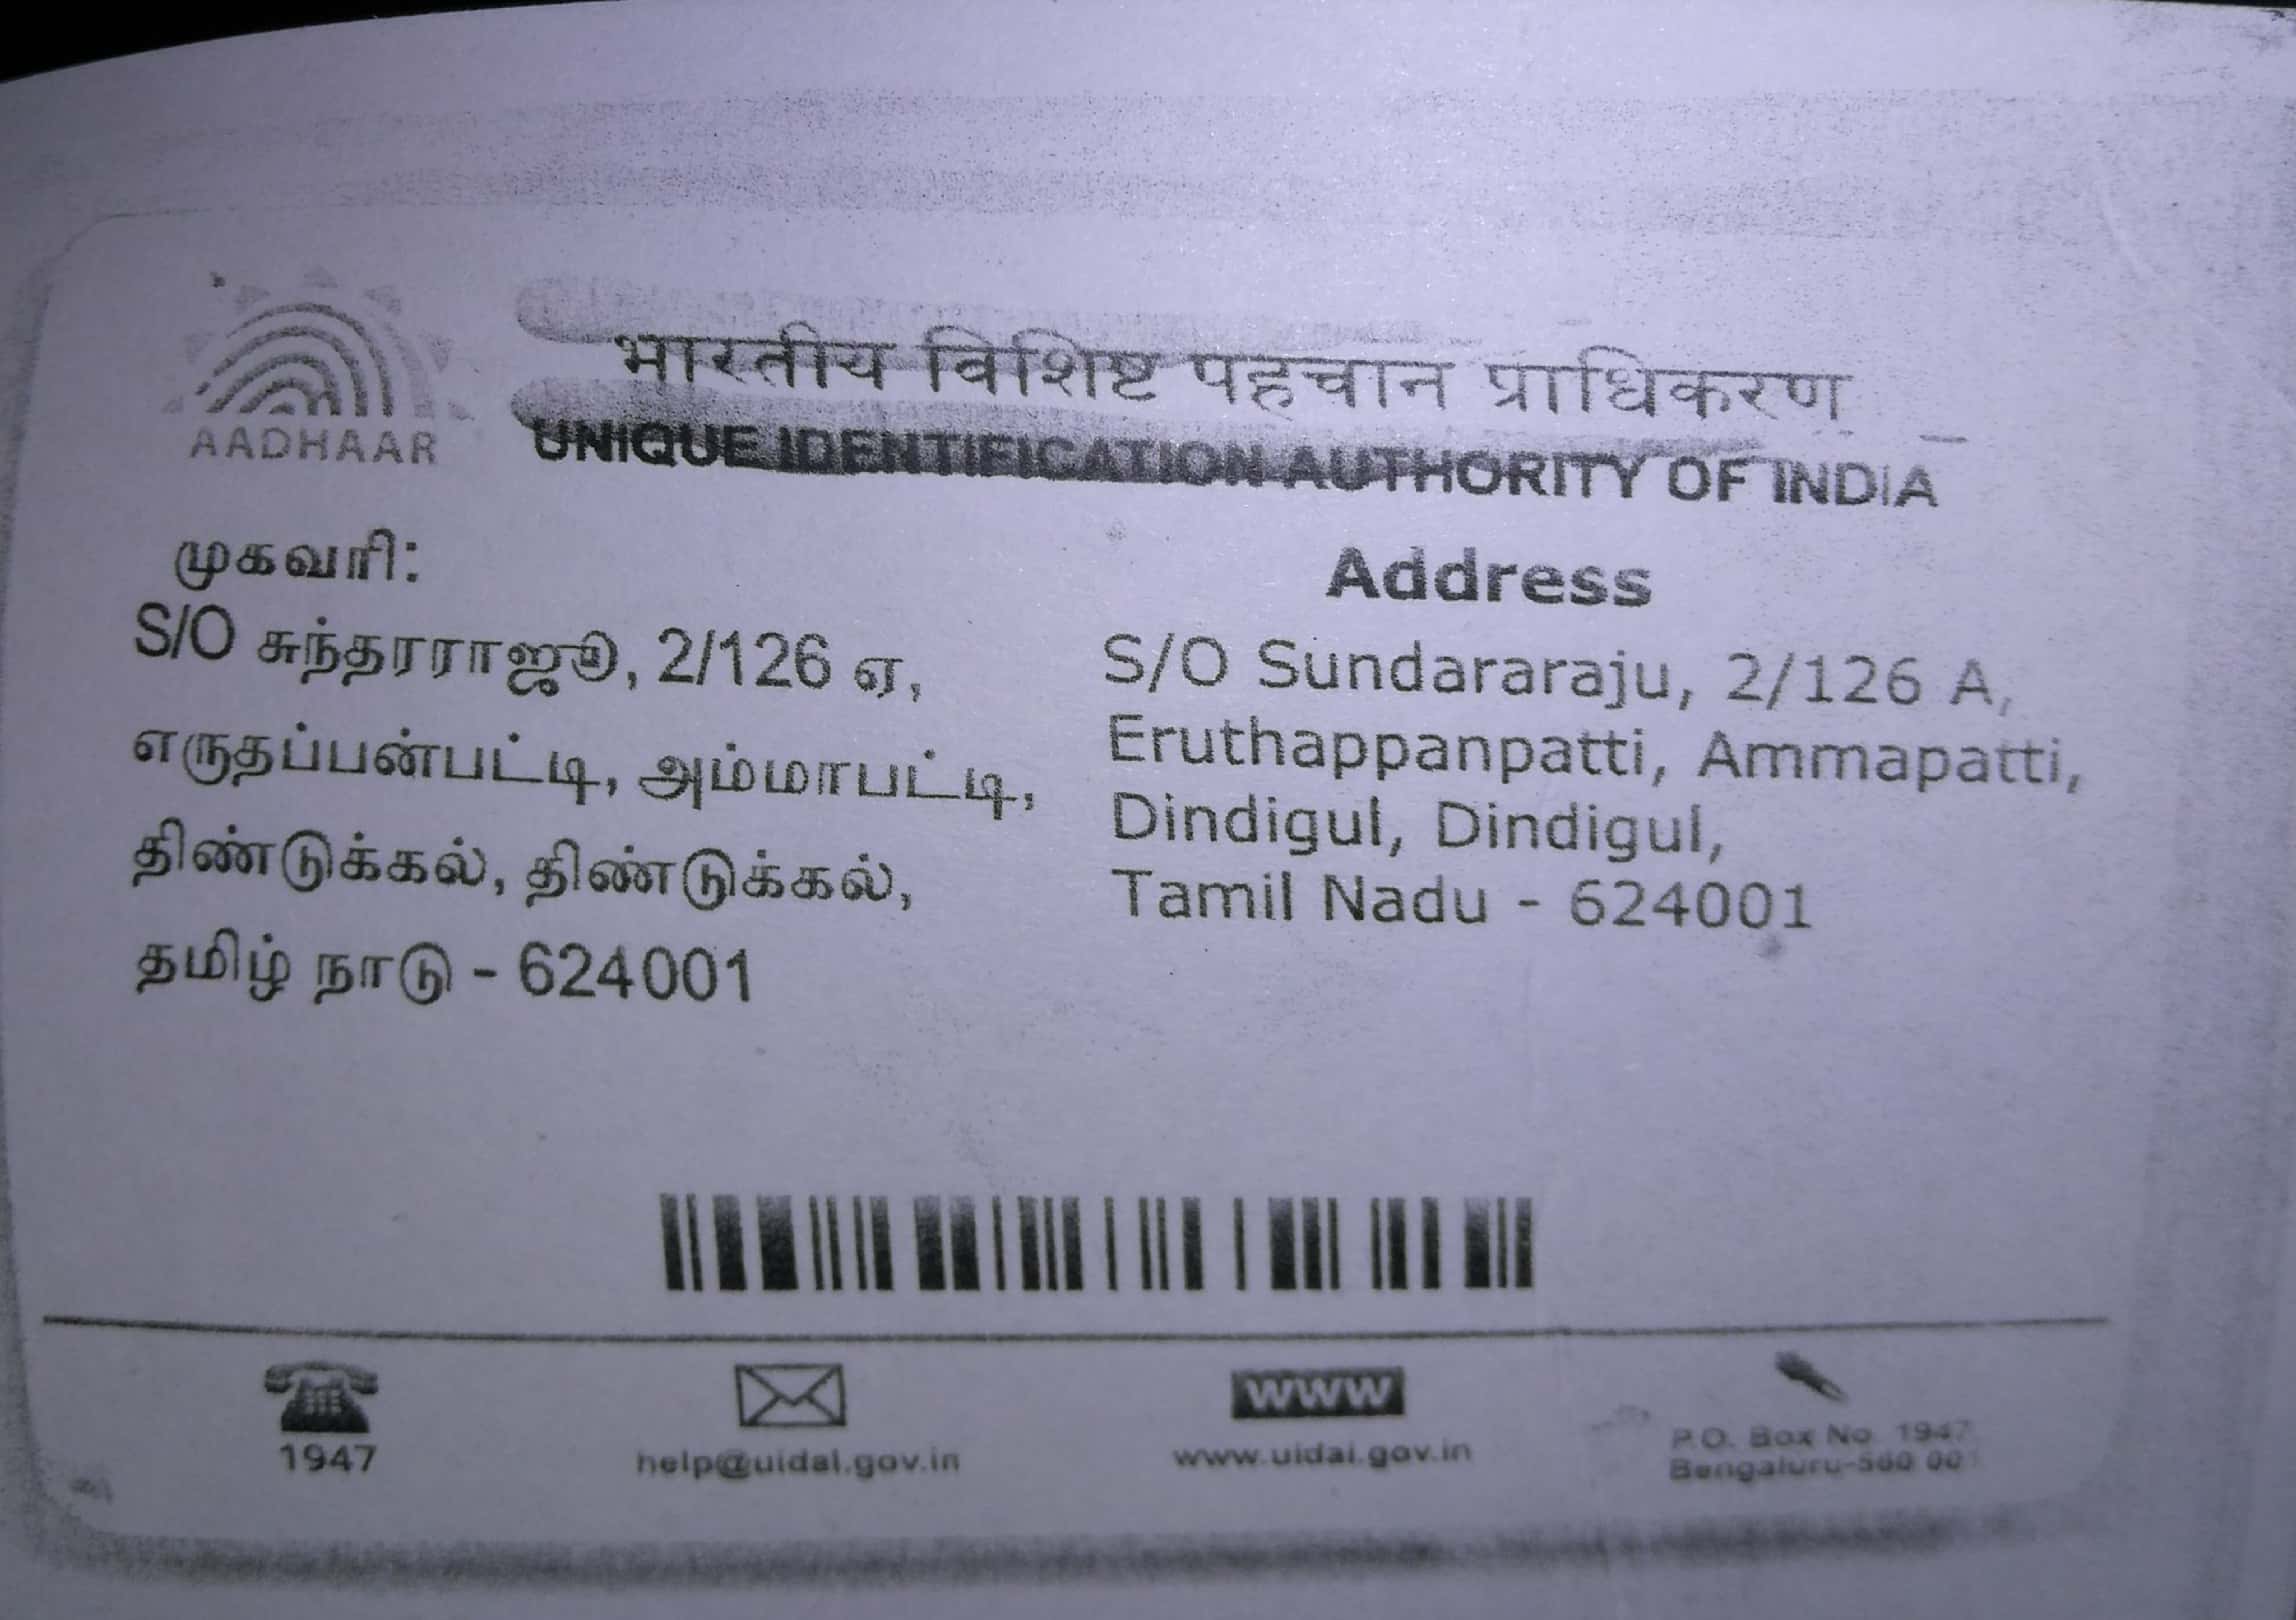 भारतीय विशिष्ट पहचान प्राधिकरण
AADHAAR
UNIQUE IDENTIFICATION AUTHORITY OF INDIA
முகவரி:
S/O சுந்தரராஜூ, 2/126 ஏ,
எருதப்பன்பட்டி, அம்மாபட்டி,
திண்டுக்கல், திண்டுக்கல்,
தமிழ் நாடு - 624001
Address
S/O Sundararaju, 2/126 A,
Eruthappanpatti, Ammapatti,
Dindigul, Dindigul,
Tamil Nadu - 624001
1947
help@uidai.gov.in
www
www.uidai.gov.in
P.O. Box No. 1947
Bengaluru-560 001